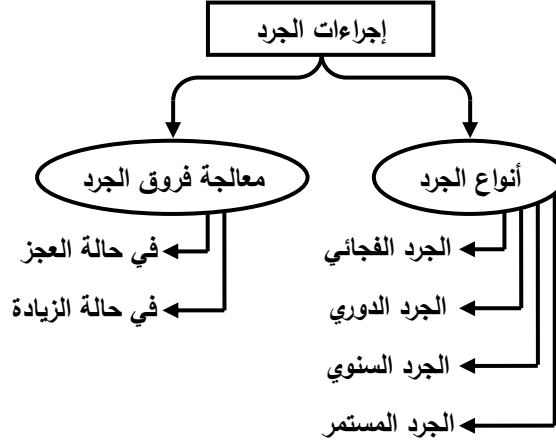 إجراءات الجرد
أنواع الجرد
معالجة فروق الجرد
الجرد الفجائي
الجرد الدوري
الجرد السنوي
الجرد المستمر
في حالة العجز
في حالة الزيادة